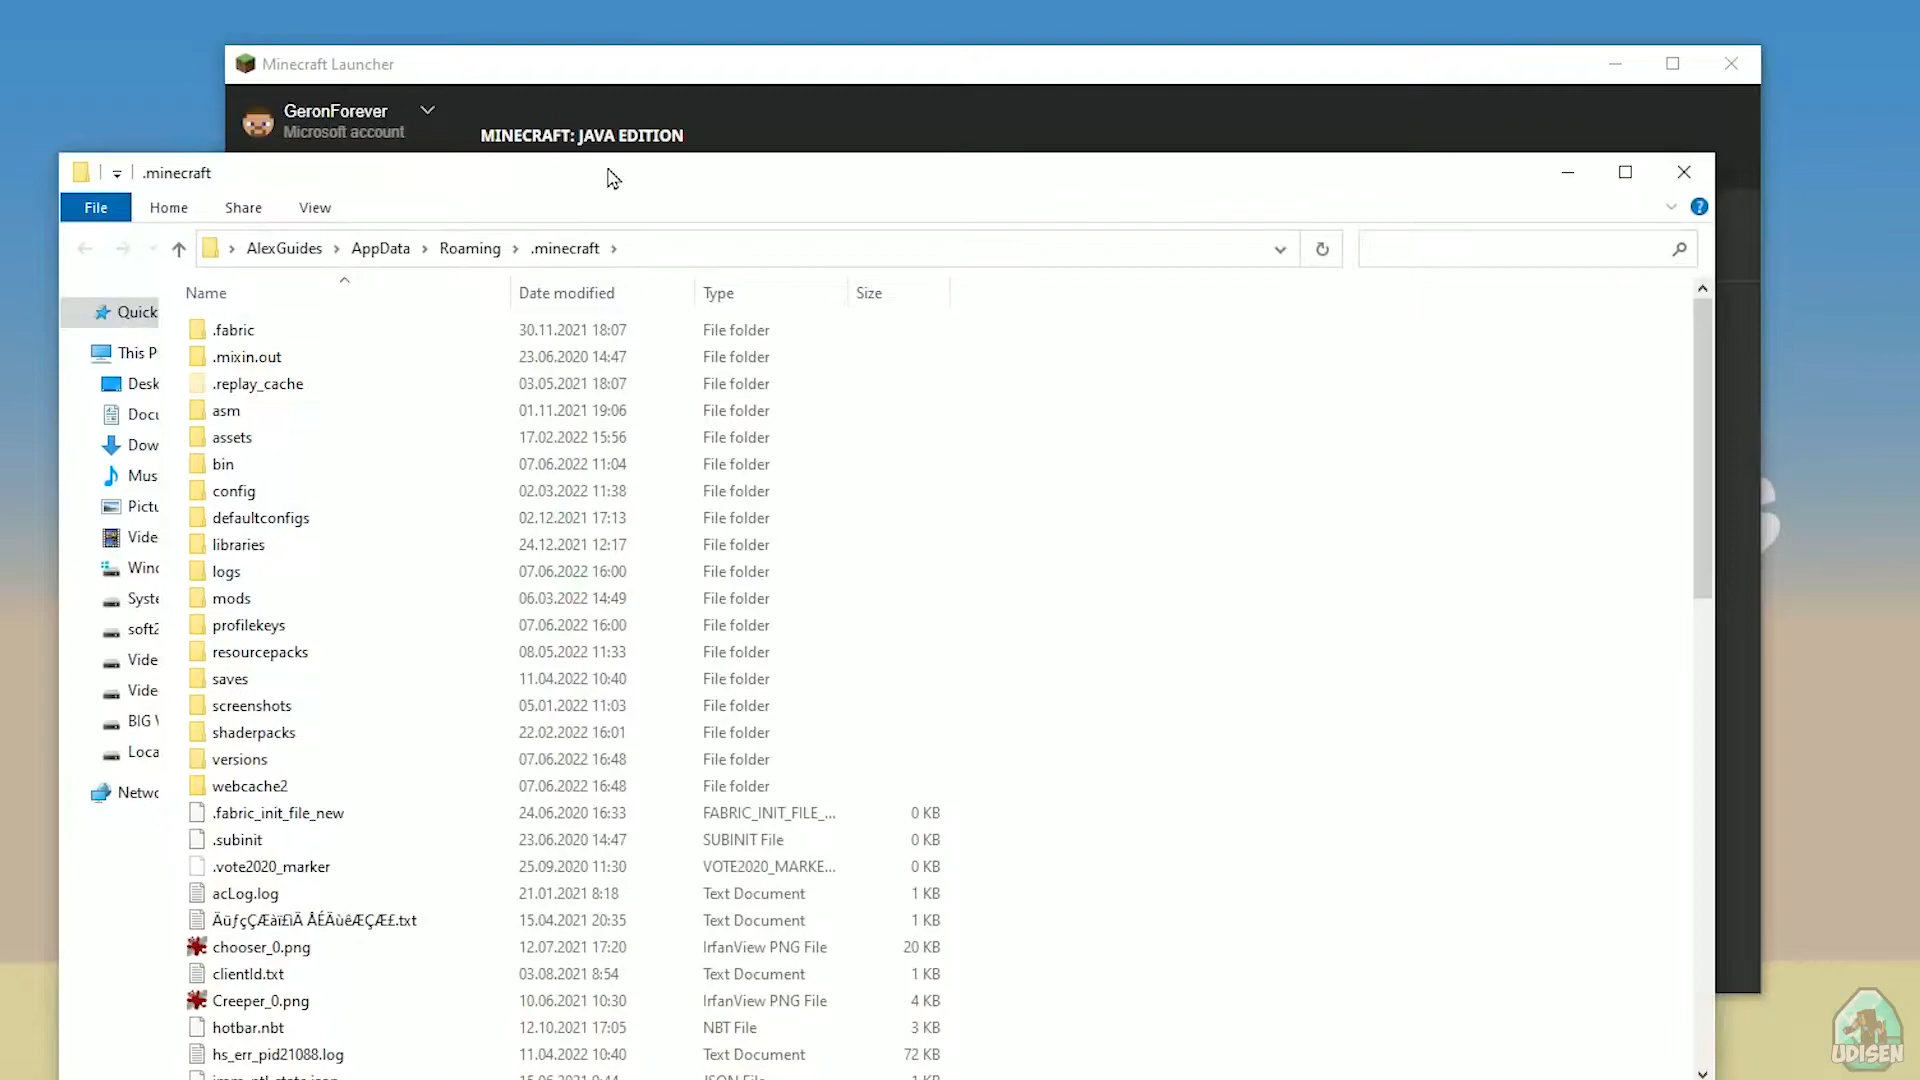 Minecraft Launcher
GeronForever
Microsoft account
MINECRAFT: JAVA EDITION
.minecraft
File Home Share View
AlexGuides AppData Roaming .minecraft
Name Date modified Type Size
Quick
This P
Desk
Docu
Dow
Mus
Pictu
Vide
Winc
Syste
soft2
Vide
Vide
BIG
Loca
Netwo
.fabric 30.11.2021 18:07 File folder
.mixin.out 23.06.2020 14:47 File folder
.replay_cache 03.05.2021 18:07 File folder
asm 01.11.2021 19:06 File folder
assets 17.02.2022 15:56 File folder
bin 07.06.2022 11:04 File folder
config 02.03.2022 11:38 File folder
defaultconfigs 02.12.2021 17:13 File folder
libraries 24.12.2021 12:17 File folder
logs 07.06.2022 16:00 File folder
mods 06.03.2022 14:49 File folder
profilekeys 07.06.2022 16:00 File folder
resourcepacks 08.05.2022 11:33 File folder
saves 11.04.2022 10:40 File folder
screenshots 05.01.2022 11:03 File folder
shaderpacks 22.02.2022 16:01 File folder
versions 07.06.2022 16:48 File folder
webcache2 07.06.2022 16:48 File folder
.fabric_init_file_new 24.06.2020 16:33 FABRIC_INIT_FILE_... 0 KB
.subinit 23.06.2020 14:47 SUBINIT File 0 KB
.vote2020_marker 25.09.2020 11:30 VOTE2020_MARKE... 0 KB
acLog.log 21.01.2021 8:18 Text Document 1 KB
15.04.2021 20:35 Text Document 1 KB
chooser_0.png 12.07.2021 17:20 IrfanView PNG File 20 KB
clientId.txt 03.08.2021 8:54 Text Document 1 KB
Creeper_0.png 10.06.2021 10:30 IrfanView PNG File 4 KB
hotbar.nbt 12.10.2021 17:05 NBT File 3 KB
hs_err_pid21088.log 11.04.2022 10:40 Text Document 72 KB
UDISEN